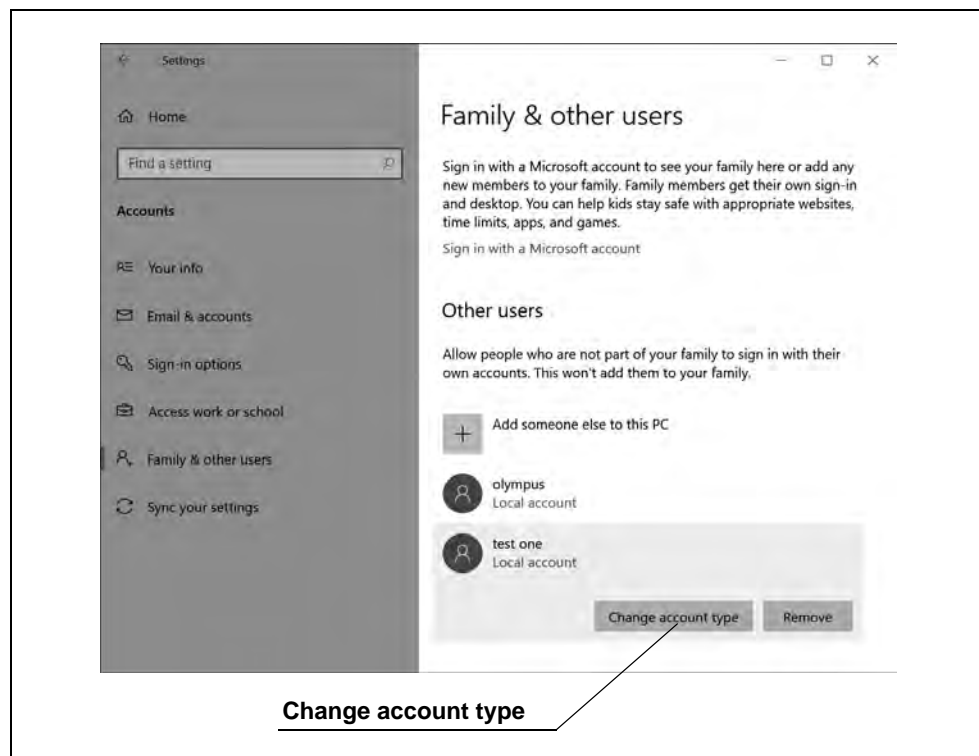 Settings
Home
Find a setting
Accounts
Your info
Email & accounts
Sign-in options
Access work or school
Family & other users
Sync your settings
Family & other users
Sign in with a Microsoft account to see your family here or add any
new members to your family. Family members get their own sign-in
and desktop. You can help kids stay safe with appropriate websites,
time limits, apps, and games.
Sign in with a Microsoft account
Other users
Allow people who are not part of your family to sign in with their
own accounts. This won't add them to your family.
Add someone else to this PC
olympus
Local account
test one
Local account
Change account type
Remove
Change account type